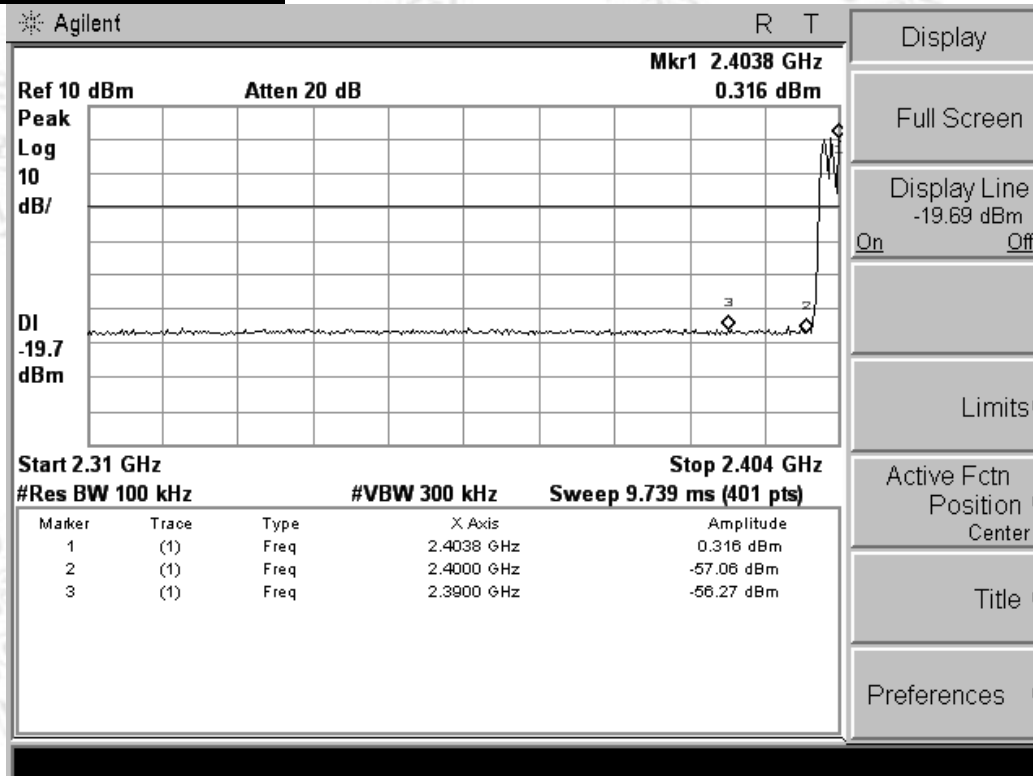 Agilent R T
Mkr1 2.4038 GHz
Ref 10 dBm Atten 20 dB 0.316 dBm
Peak
Log
10
dB/
3
2
DI
-19.7
dBm
Start 2.31 GHz Stop 2.404 GHz
#Res BW 100 kHz #VBW 300 kHz Sweep 9.739 ms (401 pts)
Marker Trace Type X Axis Amplitude
1 (1) Freq 2.4038 GHz 0.316 dBm
2 (1) Freq 2.4000 GHz -57.06 dBm
3 (1) Freq 2.3900 GHz -56.27 dBm
Display
Full Screen
Display Line
-19.69 dBm
On Off
Limits
Active Fctn
Position
Center
Title
Preferences